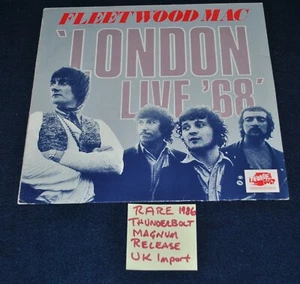 FLEETWOOD MAC
'LONDON
LIVE '68'
RARE 1986
THUNDERBOLT
MAGNUM
RELEASE
UK Import